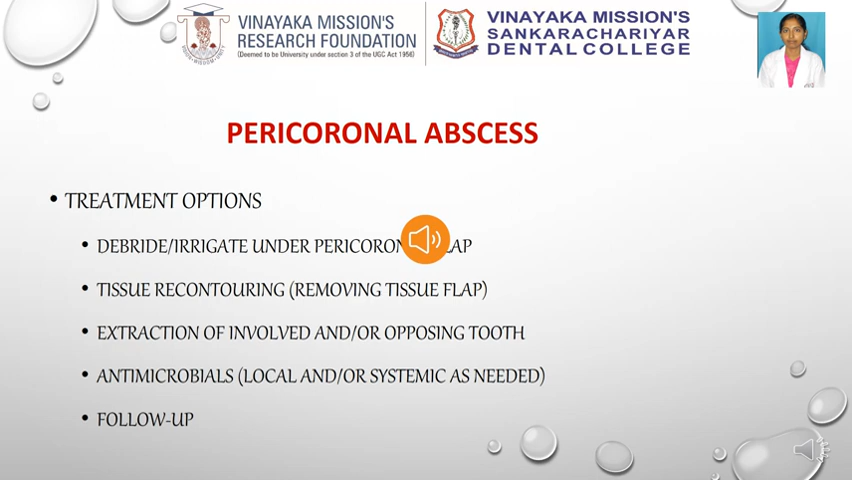 VINAYAKA MISSION'S
RESEARCH FOUNDATION
(Deemed to be University under section 3 of the UGC Act 1956)
VINAYAKA MISSION'S
SANKARACHARIYAR
DENTAL COLLEGE
PERICORONAL ABSCESS
• TREATMENT OPTIONS
• DEBRIDE/IRRIGATE UNDER
• TISSUE RECONTOURING (REMOVING TISSUE FLAP)
• EXTRACTION OF INVOLVED AND/OR OPPOSING TOOTH
• ANTIMICROBIALS (LOCAL AND/OR SYSTEMIC AS NEEDED)
• FOLLOW-UP